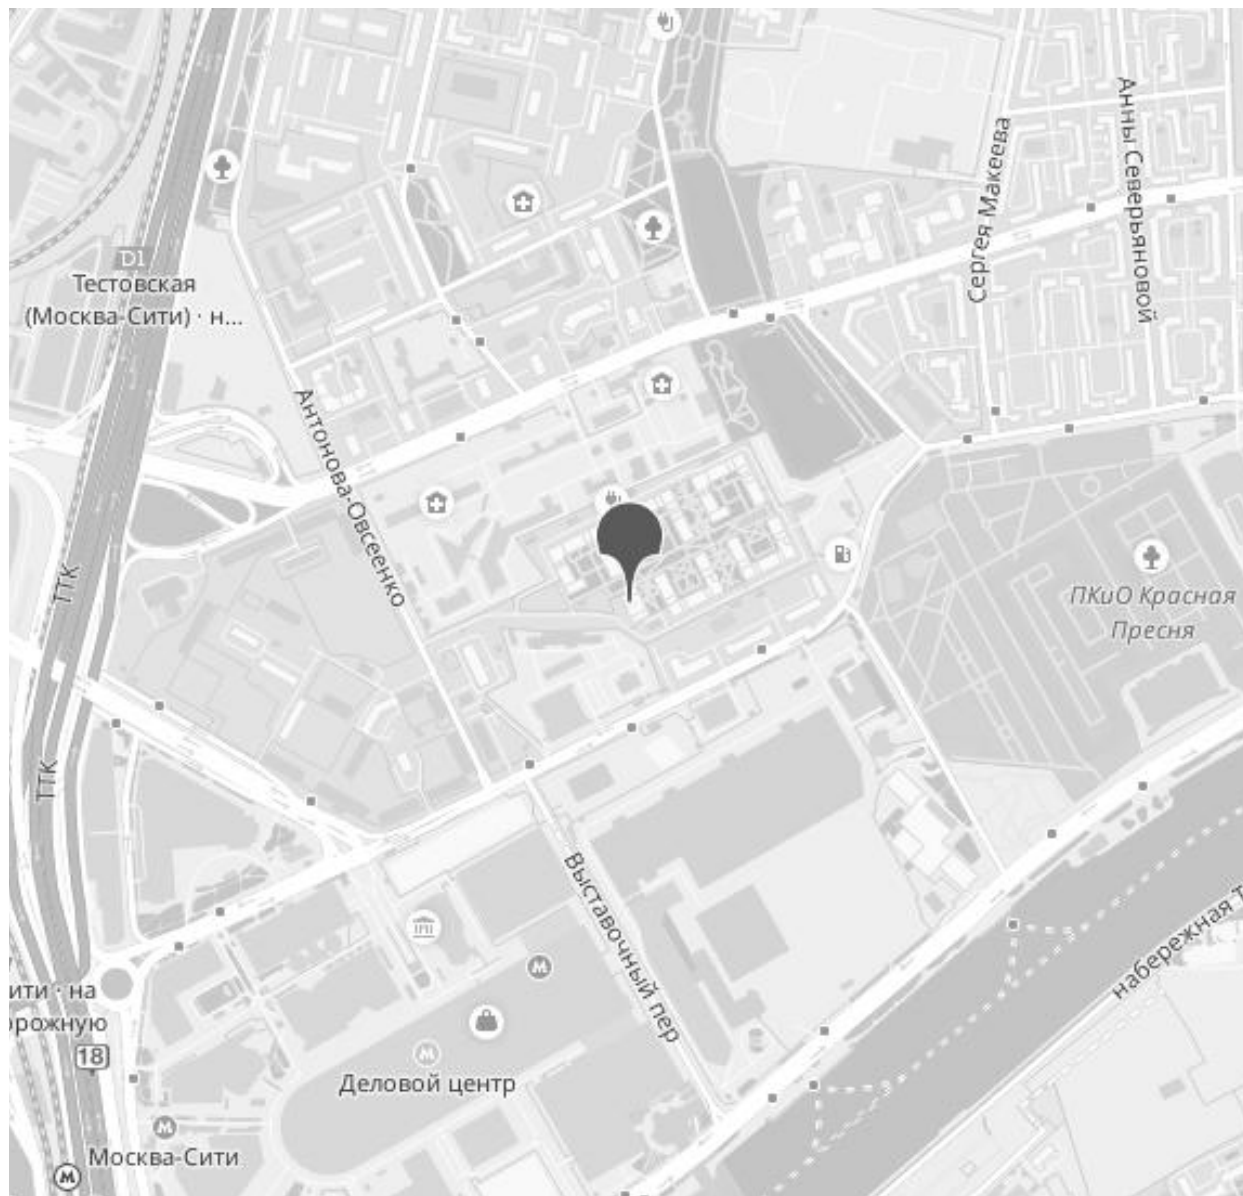 Анны Северьяновой
Сергея Макеева
D1
Тестовская
(Москва-Сити) · н...
Антонова-Овсеенко
ТТК
ПКиО Красная
Пресня
ТТК
Выставочный пер
набережная Т
ити · на
орожную
18
М
М
Деловой центр
М
Москва-Сити
М